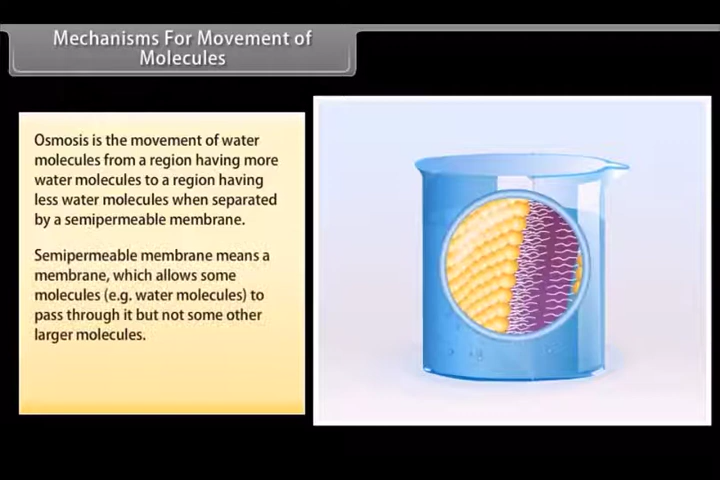 Mechanisms For Movement of
Molecules
Osmosis is the movement of water
molecules from a region having more
water molecules to a region having
less water molecules when separated
by a semipermeable membrane.
Semipermeable membrane means a
membrane, which allows some
molecules (e.g. water molecules) to
pass through it but not some other
larger molecules.